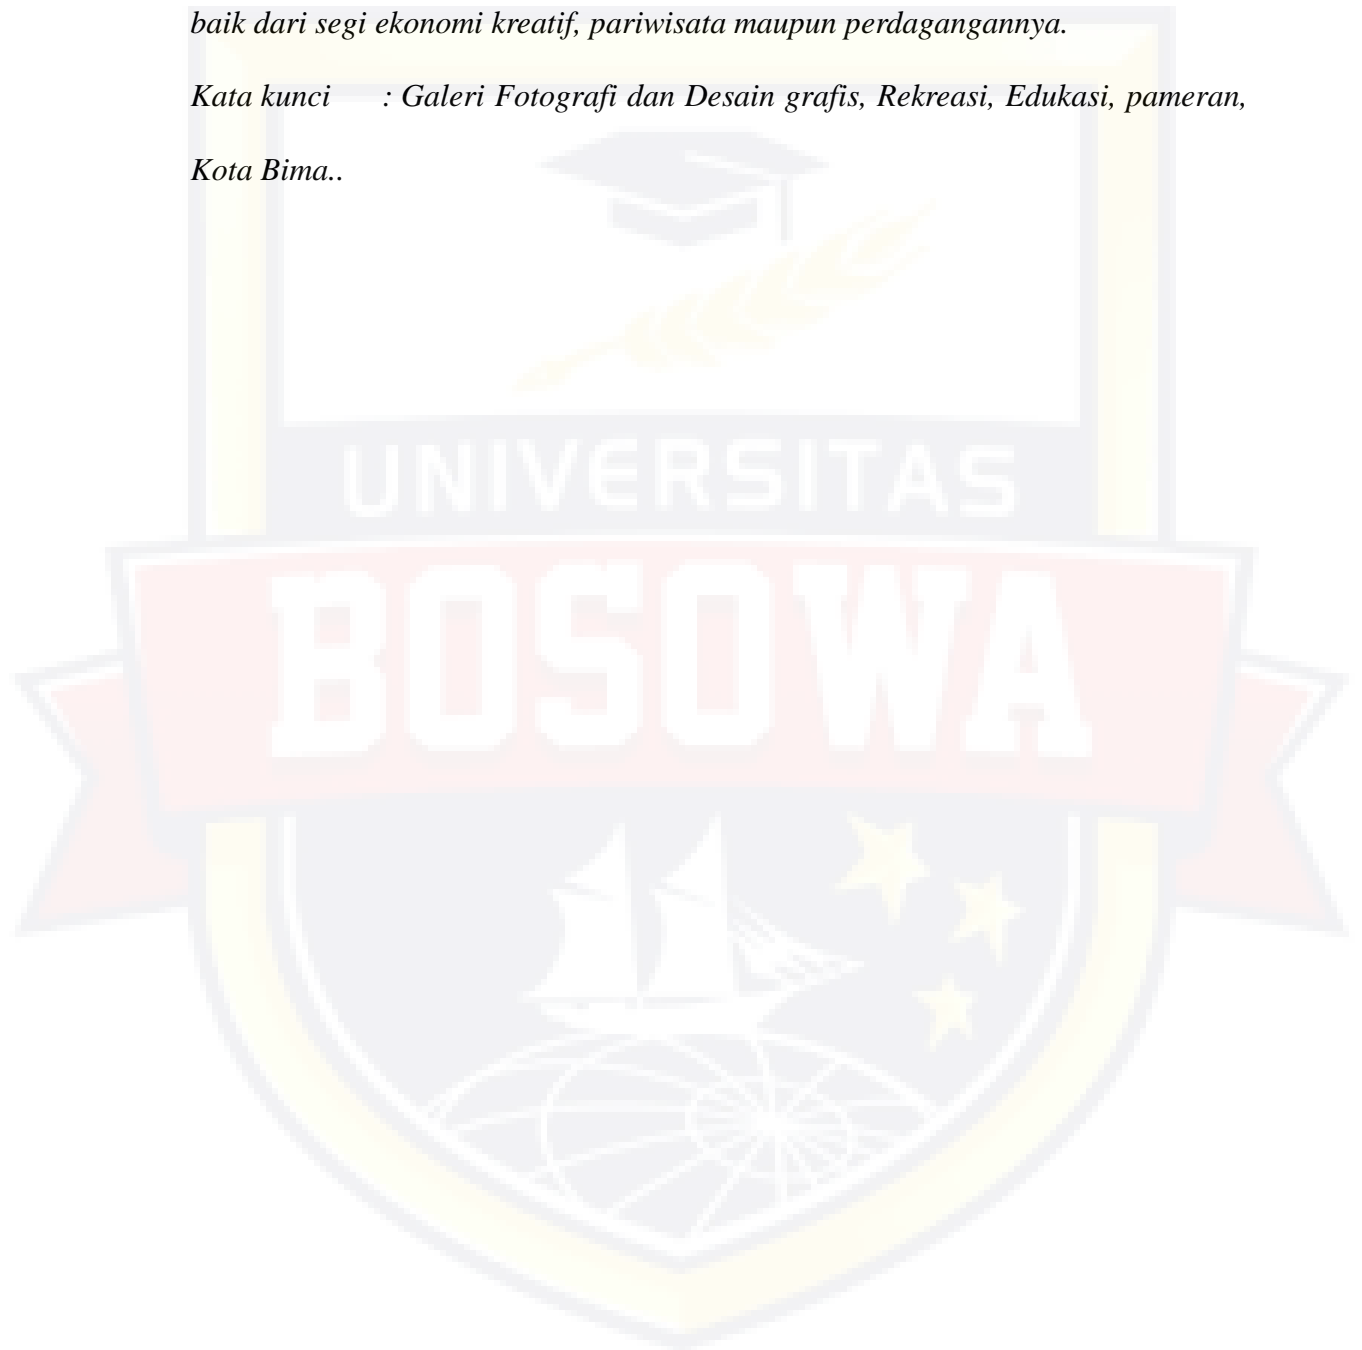 baik dari segi ekonomi kreatif, pariwisata maupun perdagangannya.
Kata kunci : Galeri Fotografi dan Desain grafis, Rekreasi, Edukasi, pameran,
Kota Bima..
UNIVERSITAS
BOSOWA